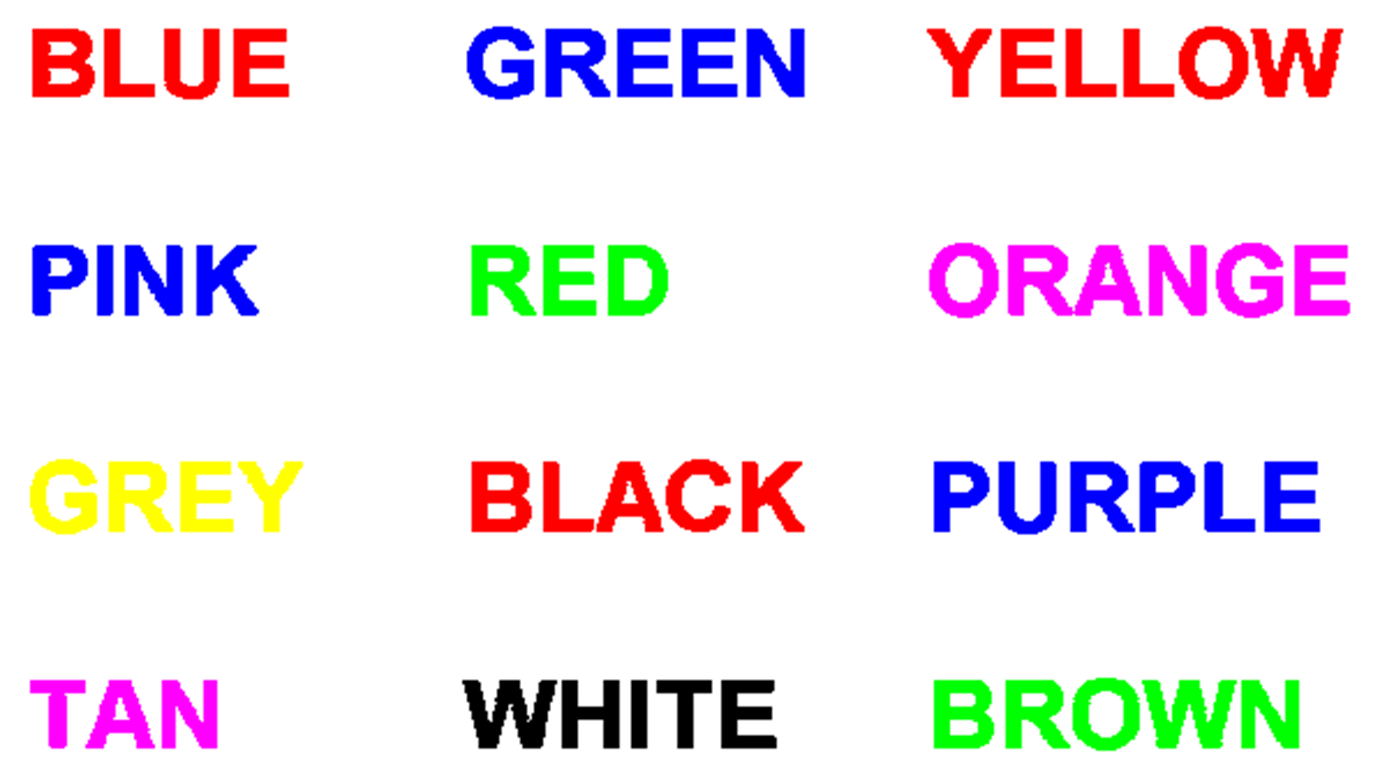 BLUE GREEN YELLOW
PINK RED ORANGE
GREY BLACK PURPLE
TAN WHITE BROWN